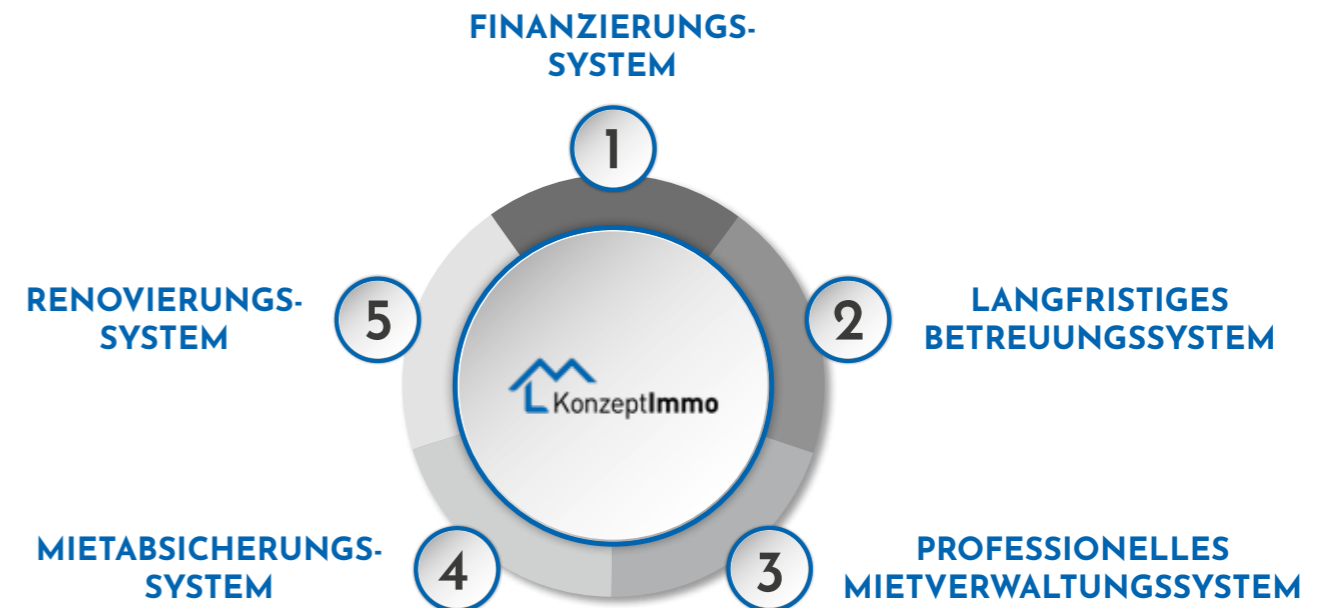 FINANZIERUNGS-
SYSTEM
1
2
LANGFRISTIGES
BETREUUNGSSYSTEM
3
PROFESSIONELLES
MIETVERWALTUNGSSYSTEM
4
MIETABSICHERUNGS-
SYSTEM
5
RENOVIERUNGS-
SYSTEM
KonzeptImmo